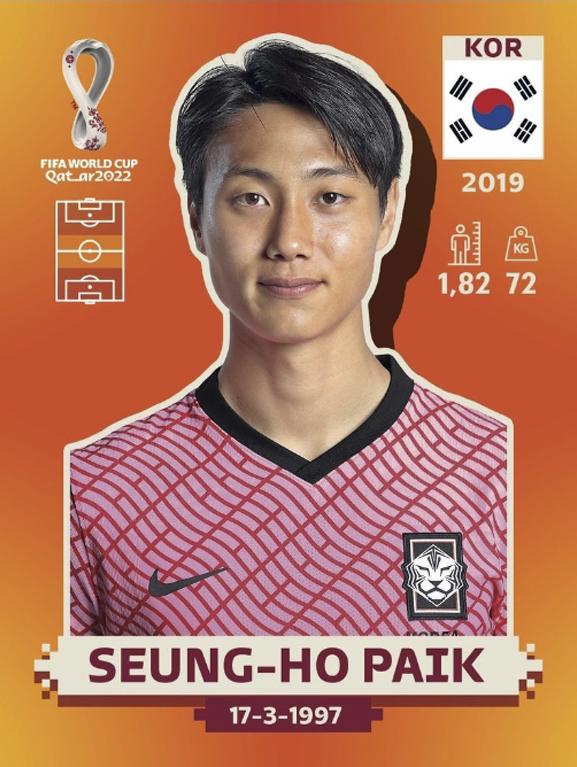 FIFA WORLD CUP
Qatar2022
KOR
2019
KG
1,82 72
SEUNG-HO PAIK
17-3-1997